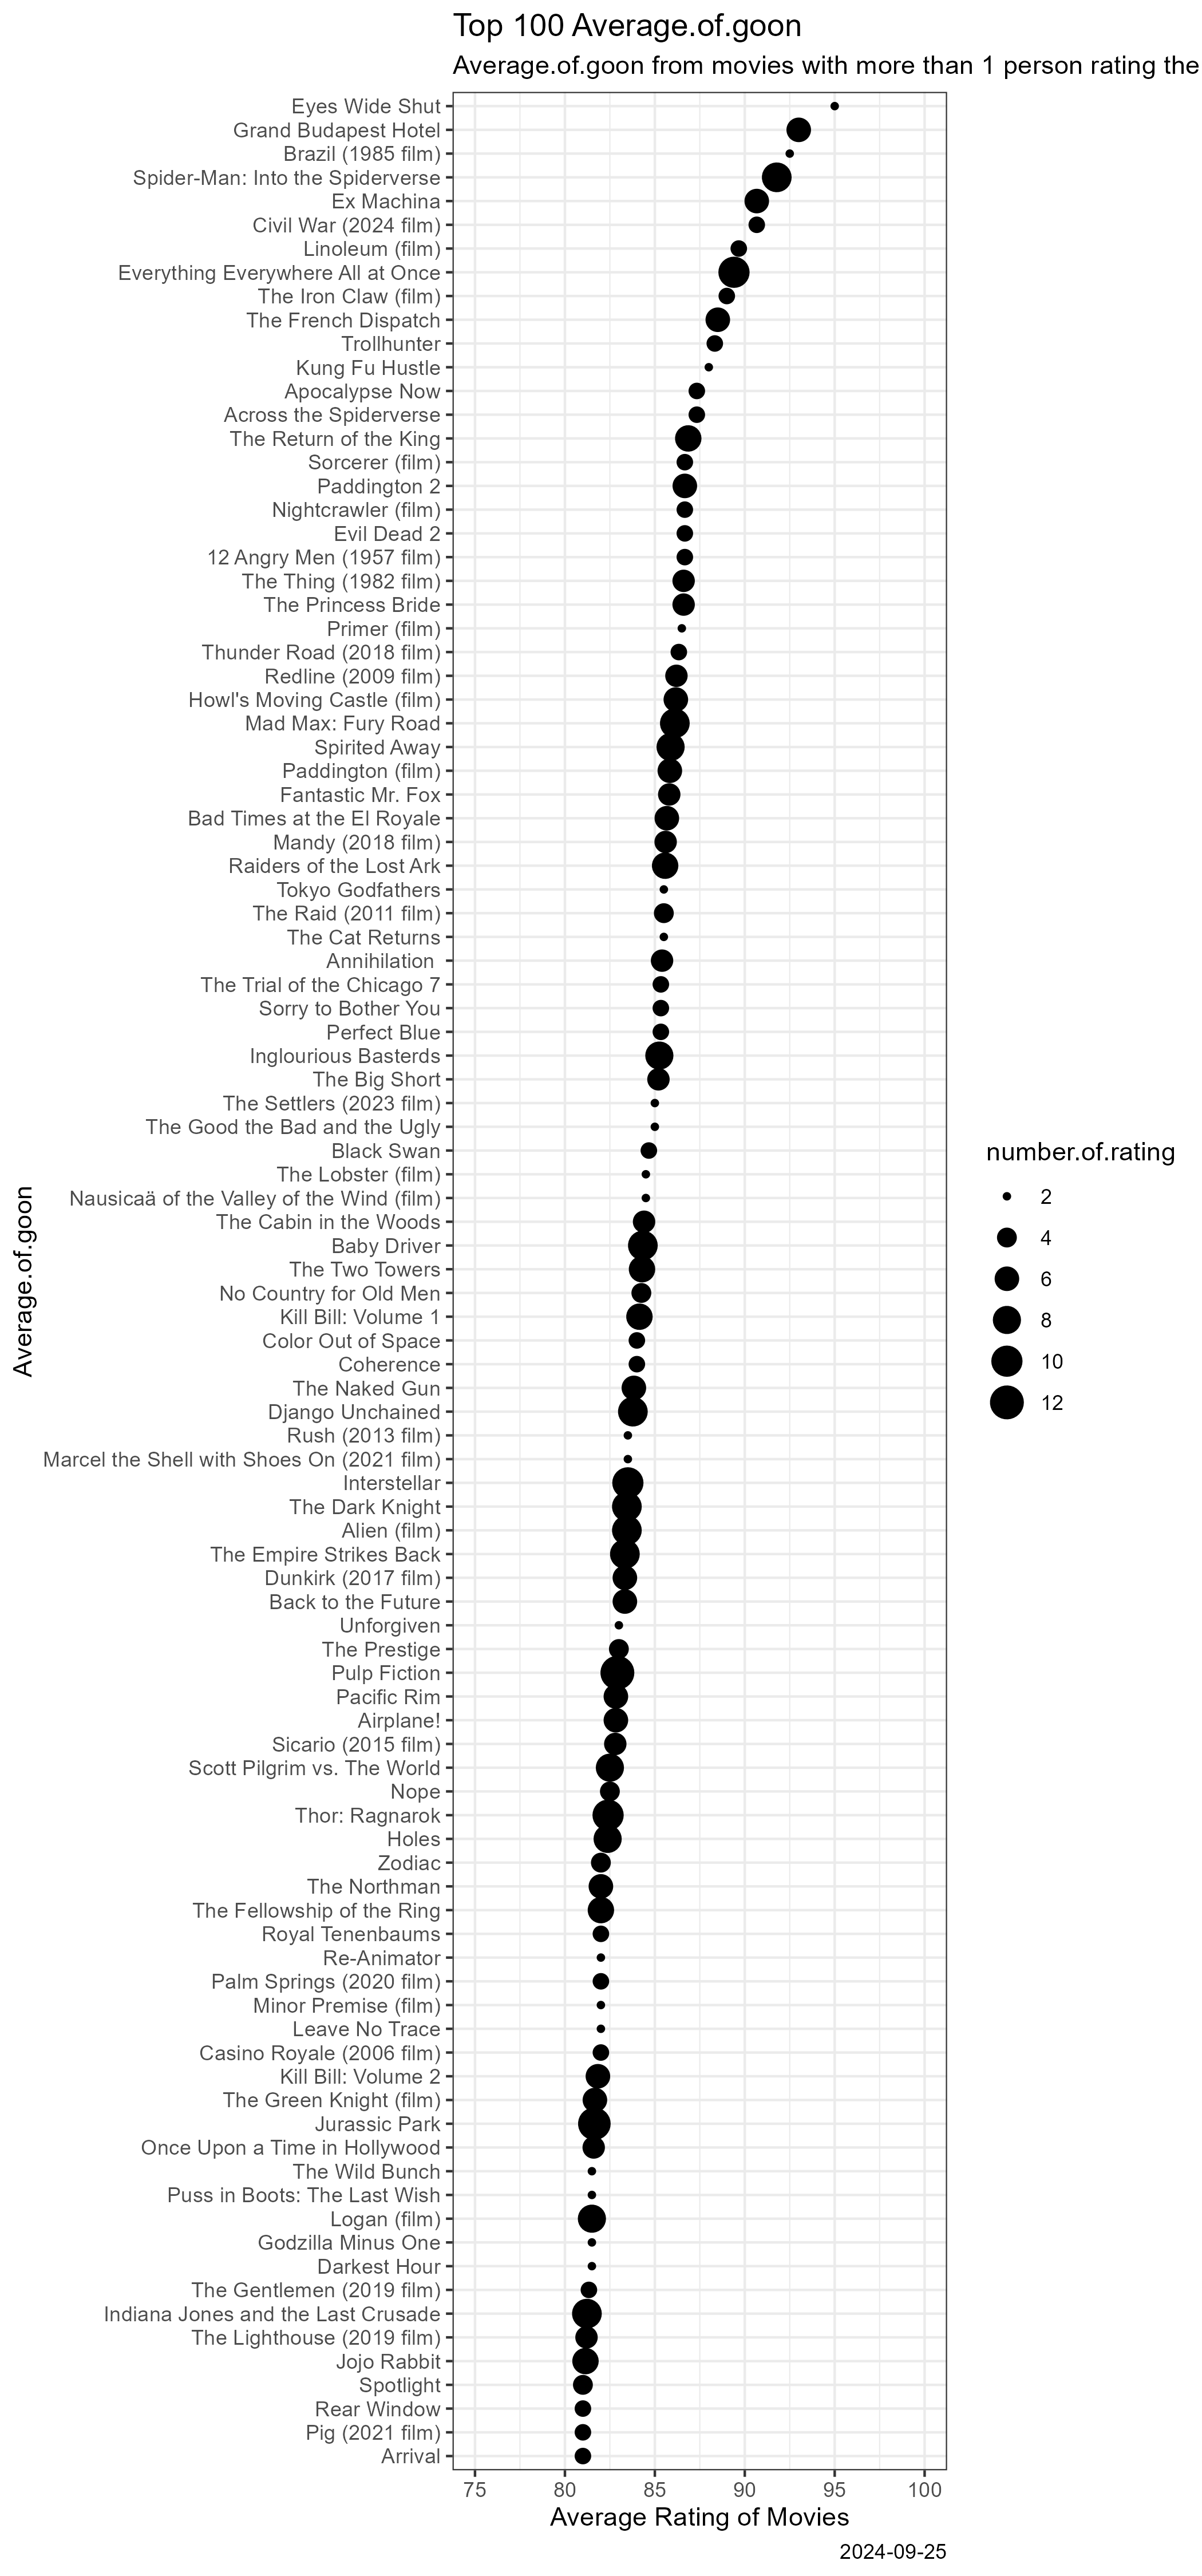 Top 100 Average.of.goon
Average.of.goon from movies with more than 1 person rating the
Eyes Wide Shut
Grand Budapest Hotel
Brazil (1985 film)
Spider-Man: Into the Spiderverse
Ex Machina
Civil War (2024 film)
Linoleum (film)
Everything Everywhere All at Once
The Iron Claw (film)
The French Dispatch
Trollhunter
Kung Fu Hustle
Apocalypse Now
Across the Spiderverse
The Return of the King
Sorcerer (film)
Paddington 2
Nightcrawler (film)
Evil Dead 2
12 Angry Men (1957 film)
The Thing (1982 film)
The Princess Bride
Primer (film)
Thunder Road (2018 film)
Redline (2009 film)
Howl's Moving Castle (film)
Mad Max: Fury Road
Spirited Away
Paddington (film)
Fantastic Mr. Fox
Bad Times at the El Royale
Mandy (2018 film)
Raiders of the Lost Ark
Tokyo Godfathers
The Raid (2011 film)
The Cat Returns
Annihilation
The Trial of the Chicago 7
Sorry to Bother You
Perfect Blue
Inglourious Basterds
The Big Short
The Settlers (2023 film)
The Good the Bad and the Ugly
Black Swan
The Lobster (film)
Nausicaä of the Valley of the Wind (film)
The Cabin in the Woods
Baby Driver
The Two Towers
No Country for Old Men
Kill Bill: Volume 1
Color Out of Space
Coherence
The Naked Gun
Django Unchained
Rush (2013 film)
Marcel the Shell with Shoes On (2021 film)
Interstellar
The Dark Knight
Alien (film)
The Empire Strikes Back
Dunkirk (2017 film)
Back to the Future
Unforgiven
The Prestige
Pulp Fiction
Pacific Rim
Airplane!
Sicario (2015 film)
Scott Pilgrim vs. The World
Nope
Thor: Ragnarok
Holes
Zodiac
The Northman
The Fellowship of the Ring
Royal Tenenbaums
Re-Animator
Palm Springs (2020 film)
Minor Premise (film)
Leave No Trace
Casino Royale (2006 film)
Kill Bill: Volume 2
The Green Knight (film)
Jurassic Park
Once Upon a Time in Hollywood
The Wild Bunch
Puss in Boots: The Last Wish
Logan (film)
Godzilla Minus One
Darkest Hour
The Gentlemen (2019 film)
Indiana Jones and the Last Crusade
The Lighthouse (2019 film)
Jojo Rabbit
Spotlight
Rear Window
Pig (2021 film)
Arrival
Average.of.goon
75 80 85 90 95 100
Average Rating of Movies
2024-09-25
number.of.rating
2
4
6
8
10
12